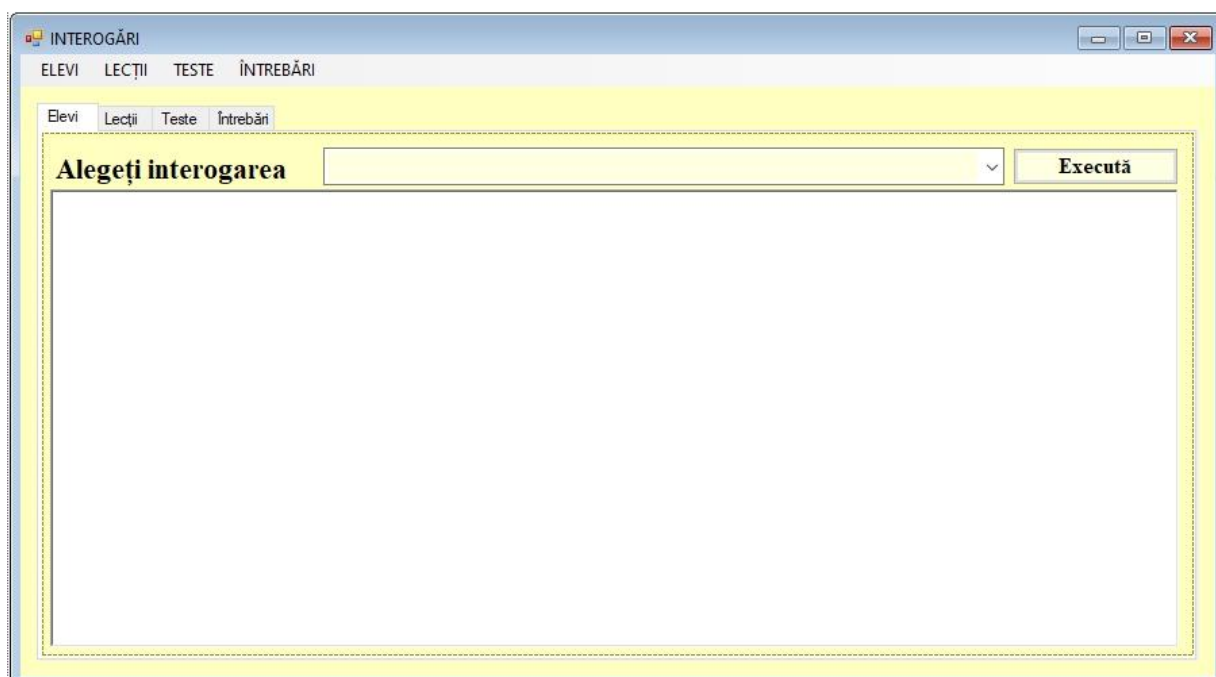 INTEROGĂRI
ELEVI LECȚII TESTE ÎNTREBĂRI
Elevi Lecții Teste Întrebări
Alegeți interogarea Execută